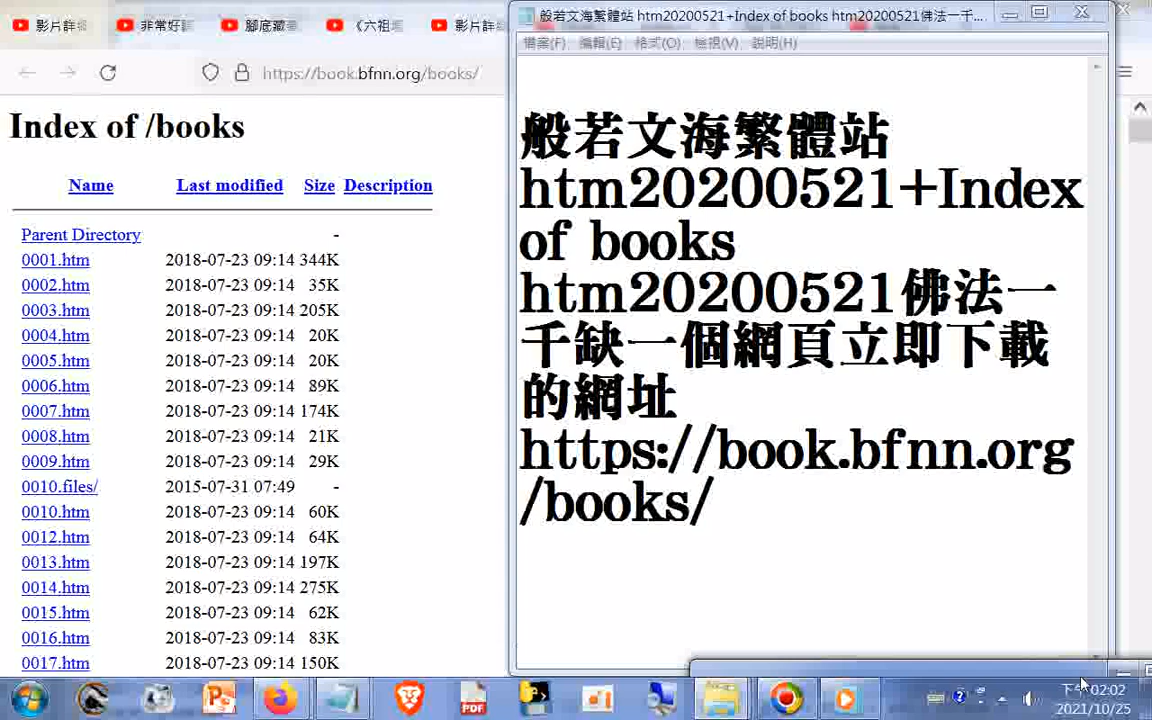 影片詳
非常好
腳底藏
《六祖
影片詳
般若文海繁體站 htm20200521+Index of books htm20200521佛法一千...
檔案(F) 編輯(E) 格式(O) 檢視(V) 說明(H)
https://book.bfnn.org/books/
Index of /books
Name Last modified Size Description
Parent Directory -
0001.htm 2018-07-23 09:14 344K
0002.htm 2018-07-23 09:14 35K
0003.htm 2018-07-23 09:14 205K
0004.htm 2018-07-23 09:14 20K
0005.htm 2018-07-23 09:14 20K
0006.htm 2018-07-23 09:14 89K
0007.htm 2018-07-23 09:14 174K
0008.htm 2018-07-23 09:14 21K
0009.htm 2018-07-23 09:14 29K
0010.files/ 2015-07-31 07:49 -
0010.htm 2018-07-23 09:14 60K
0012.htm 2018-07-23 09:14 64K
0013.htm 2018-07-23 09:14 197K
0014.htm 2018-07-23 09:14 275K
0015.htm 2018-07-23 09:14 62K
0016.htm 2018-07-23 09:14 83K
0017.htm 2018-07-23 09:14 150K
般若文海繁體站
htm20200521+Index
of books
htm20200521佛法一
千缺一個網頁立即下載
的網址
https://book.bfnn.org
/books/
PDF
下午 02:02
2021/10/25